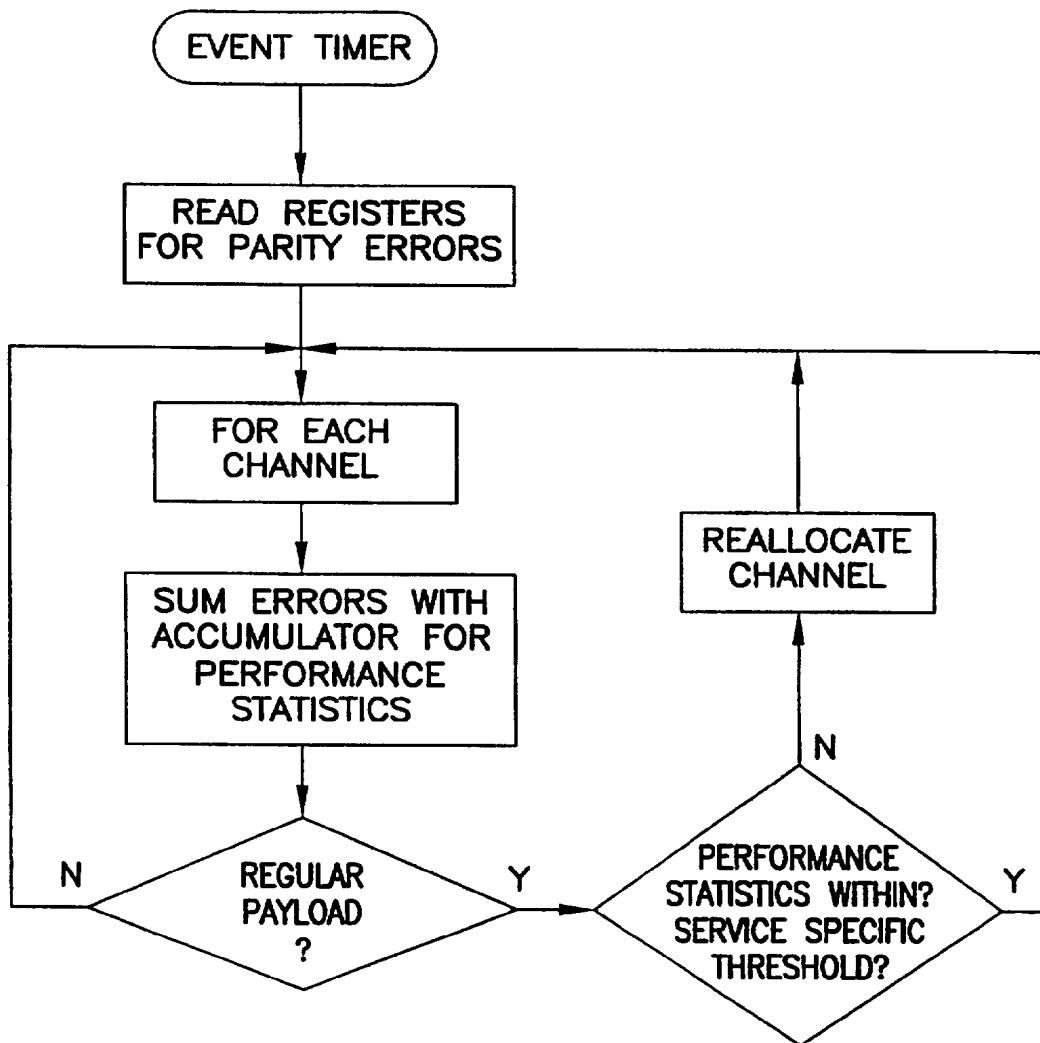 EVENT TIMER
READ REGISTERS
FOR PARITY ERRORS
FOR EACH
CHANNEL
SUM ERRORS WITH
ACCUMULATOR FOR
PERFORMANCE
STATISTICS
REGULAR
PAYLOAD
?
N
Y
PERFORMANCE
STATISTICS WITHIN?
SERVICE SPECIFIC
THRESHOLD?
N
Y
REALLOCATE
CHANNEL